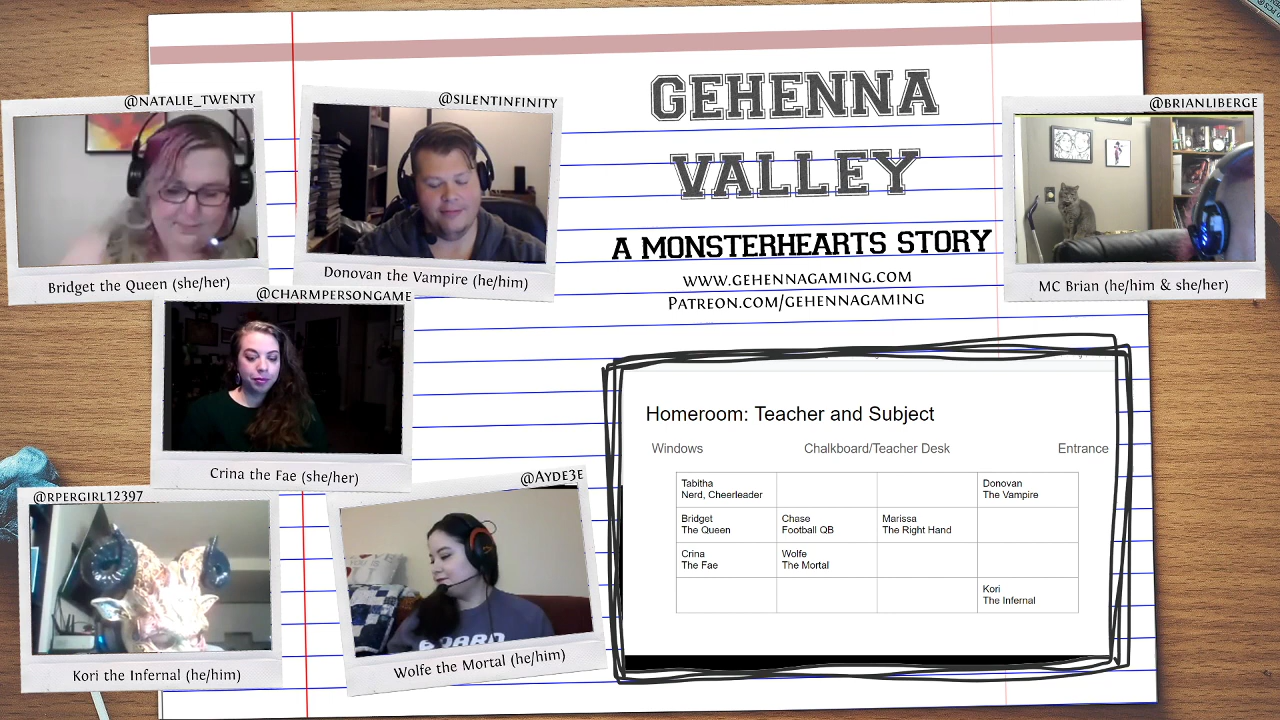 @NATALIE_TWENTY
Bridget the Queen (she/her)
@SILENTINFINITY
Donovan the Vampire (he/him)
GEHENNA
VALLEY
A MONSTERHEARTS STORY
WWW.GEHENNAGAMING.COM
PATREON.COM/GEHENNAGAMING
@BRIANLIBERGE
MC Brian (he/him & she/her)
@CHARMPERSONGAME
Crina the Fae (she/her)
@RPERGIRL12397
Kori the Infernal (he/him)
@AYDE3E
Wolfe the Mortal (he/him)
Homeroom: Teacher and Subject
Windows Chalkboard/Teacher Desk Entrance
Tabitha
Nerd, Cheerleader
Donovan
The Vampire
Bridget
The Queen
Chase
Football QB
Marissa
The Right Hand
Crina
The Fae
Wolfe
The Mortal
Kori
The Infernal